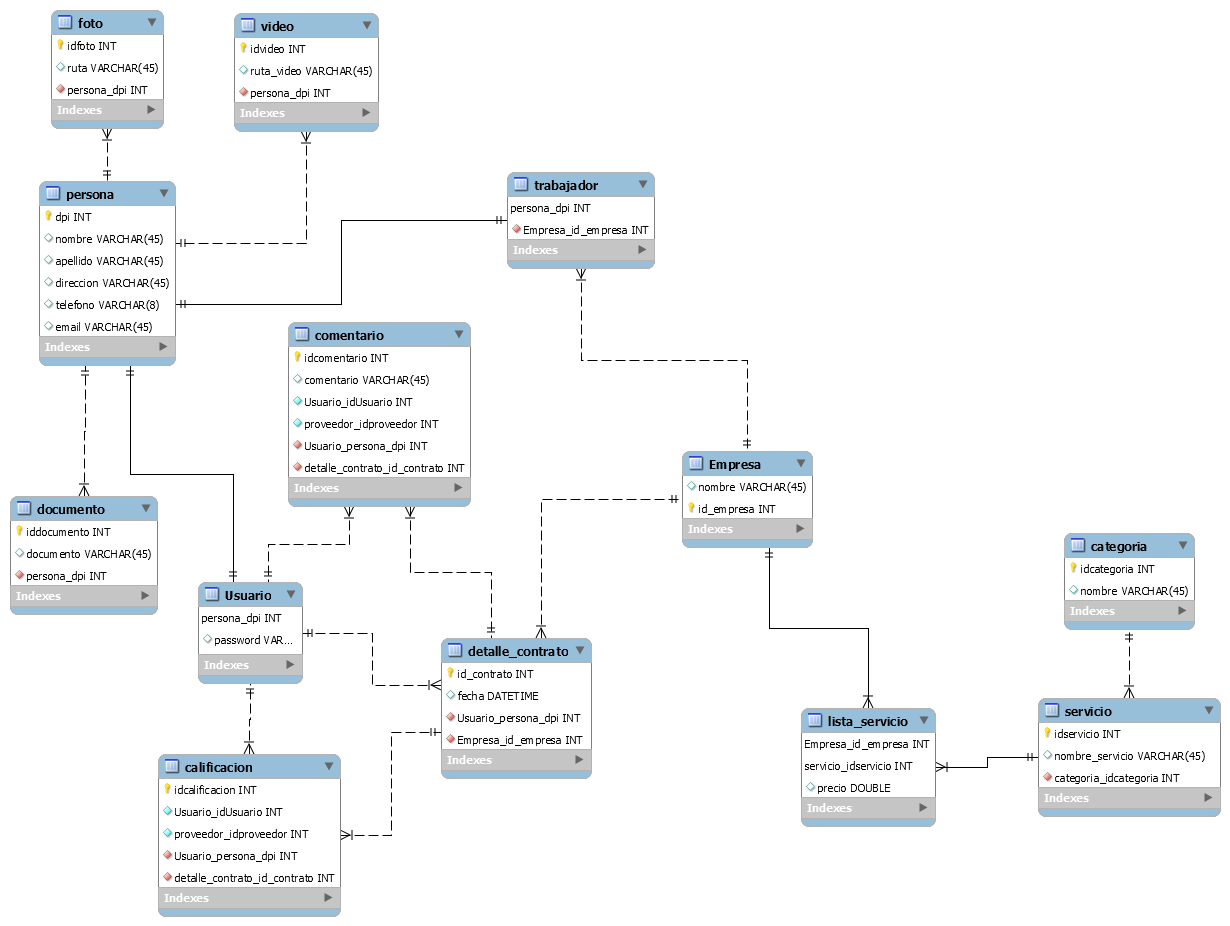 foto
idfoto INT
ruta VARCHAR(45)
persona_dpi INT
Indexes
video
idvideo INT
ruta_video VARCHAR(45)
persona_dpi INT
Indexes
persona
dpi INT
nombre VARCHAR(45)
apellido VARCHAR(45)
direccion VARCHAR(45)
telefono VARCHAR(8)
email VARCHAR(45)
Indexes
trabajador
persona_dpi INT
Empresa_id_empresa INT
Indexes
comentario
idcomentario INT
comentario VARCHAR(45)
Usuario_idUsuario INT
proveedor_idproveedor INT
Usuario_persona_dpi INT
detalle_contrato_id_contrato INT
Indexes
Empresa
nombre VARCHAR(45)
id_empresa INT
Indexes
documento
iddocumento INT
documento VARCHAR(45)
persona_dpi INT
Indexes
categoria
idcategoria INT
nombre VARCHAR(45)
Indexes
Usuario
persona_dpi INT
password VAR...
Indexes
detalle_contrato
id_contrato INT
fecha DATETIME
Usuario_persona_dpi INT
Empresa_id_empresa INT
Indexes
lista_servicio
Empresa_id_empresa INT
servicio_idservicio INT
precio DOUBLE
Indexes
servicio
idservicio INT
nombre_servicio VARCHAR(45)
categoria_idcategoria INT
Indexes
calificacion
idcalificacion INT
Usuario_idUsuario INT
proveedor_idproveedor INT
Usuario_persona_dpi INT
detalle_contrato_id_contrato INT
Indexes